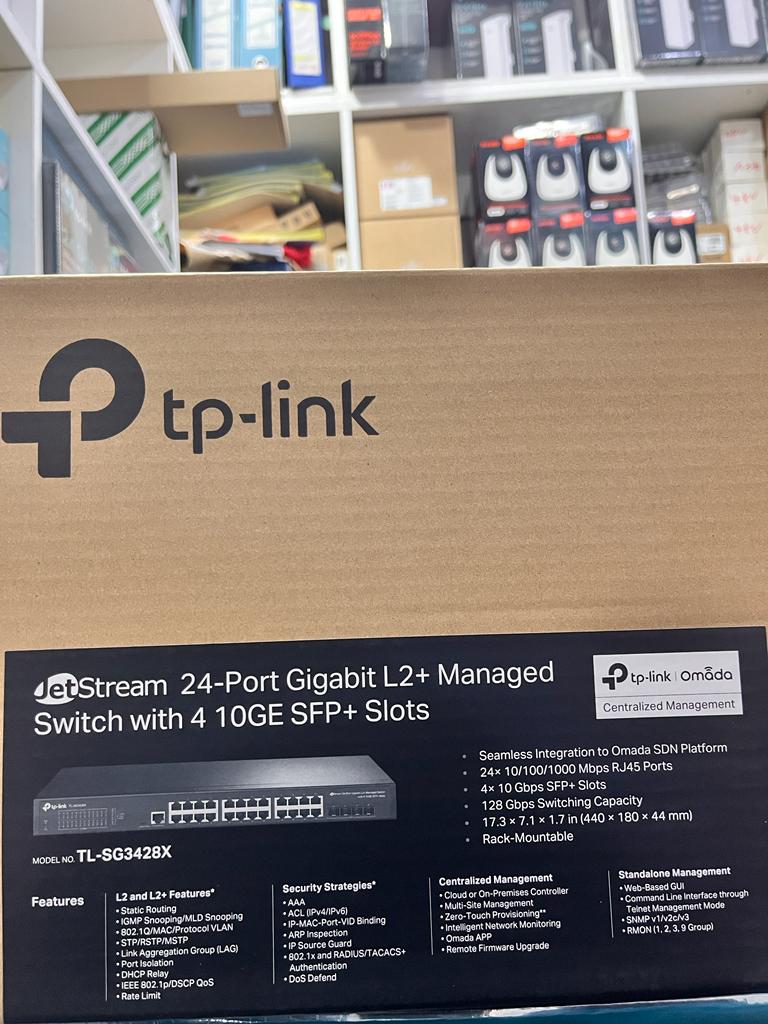 tp-link
JetStream 24-Port Gigabit L2+ Managed
Switch with 4 10GE SFP+ Slots
tp-link | omada
Centralized Management
• Seamless Integration to Omada SDN Platform
• 24× 10/100/1000 Mbps RJ45 Ports
• 4× 10 Gbps SFP+ Slots
• 128 Gbps Switching Capacity
• 17.3 × 7.1 × 1.7 in (440 × 180 × 44 mm)
• Rack-Mountable
tp-link
MODEL NO. TL-SG3428X
Features
L2 and L2+ Features*
• Static Routing
• IGMP Snooping/MLD Snooping
• 802.1Q/MAC/Protocol VLAN
• STP/RSTP/MSTP
• Link Aggregation Group (LAG)
• Port Isolation
• DHCP Relay
• IEEE 802.1p/DSCP QoS
• Rate Limit
Security Strategies*
• AAA
• ACL (IPv4/IPv6)
• IP-MAC-Port-VID Binding
• ARP Inspection
• IP Source Guard
• 802.1x and RADIUS/TACACS+
Authentication
• DoS Defend
Centralized Management
• Cloud or On-Premises Controller
• Multi-Site Management
• Zero-Touch Provisioning**
• Intelligent Network Monitoring
• Omada APP
• Remote Firmware Upgrade
Standalone Management
• Web-Based GUI
• Command Line Interface through
Telnet Management Mode
• SNMP v1/v2c/v3
• RMON (1, 2, 3, 9 Group)